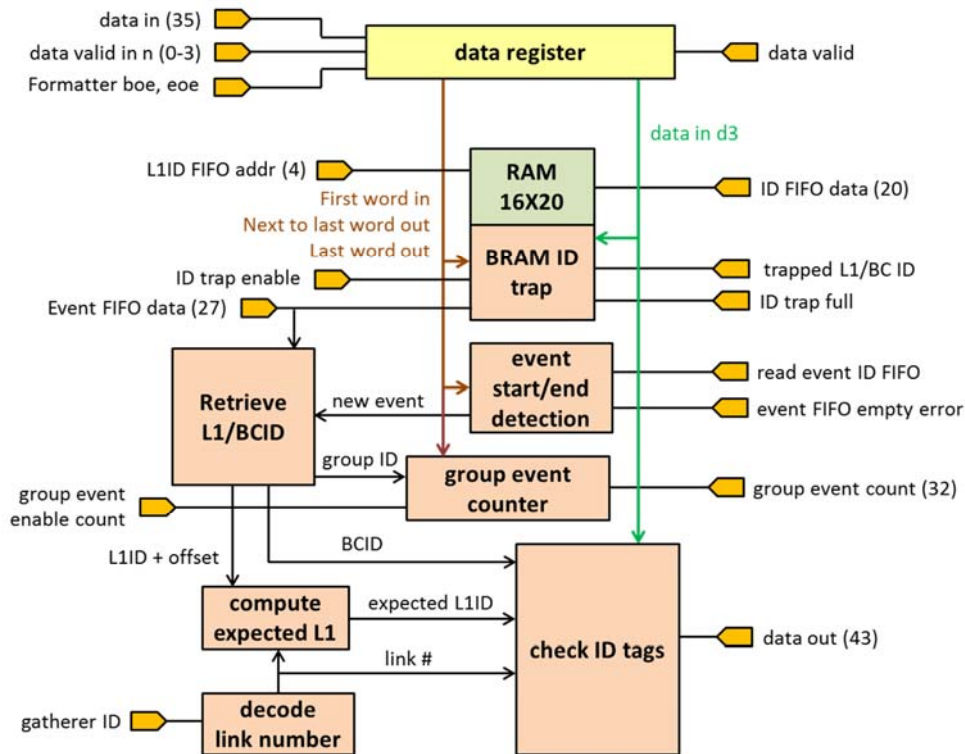 data in (35)
data valid in n (0-3)
Formatter boe, eoe
data register
data valid
data in d3
L1ID FIFO addr (4)
RAM
16X20
ID FIFO data (20)
First word in
Next to last word out
Last word out
BRAM ID
trap
ID trap enable
trapped L1/BC ID
Event FIFO data (27)
ID trap full
Retrieve
L1/BCID
new event
event
start/end
detection
read event ID FIFO
event FIFO empty error
group ID
group event
counter
group event
enable count
group event count (32)
L1ID + offset
BCID
compute
expected L1
expected L1ID
check ID tags
data out (43)
link #
gatherer ID
decode
link number